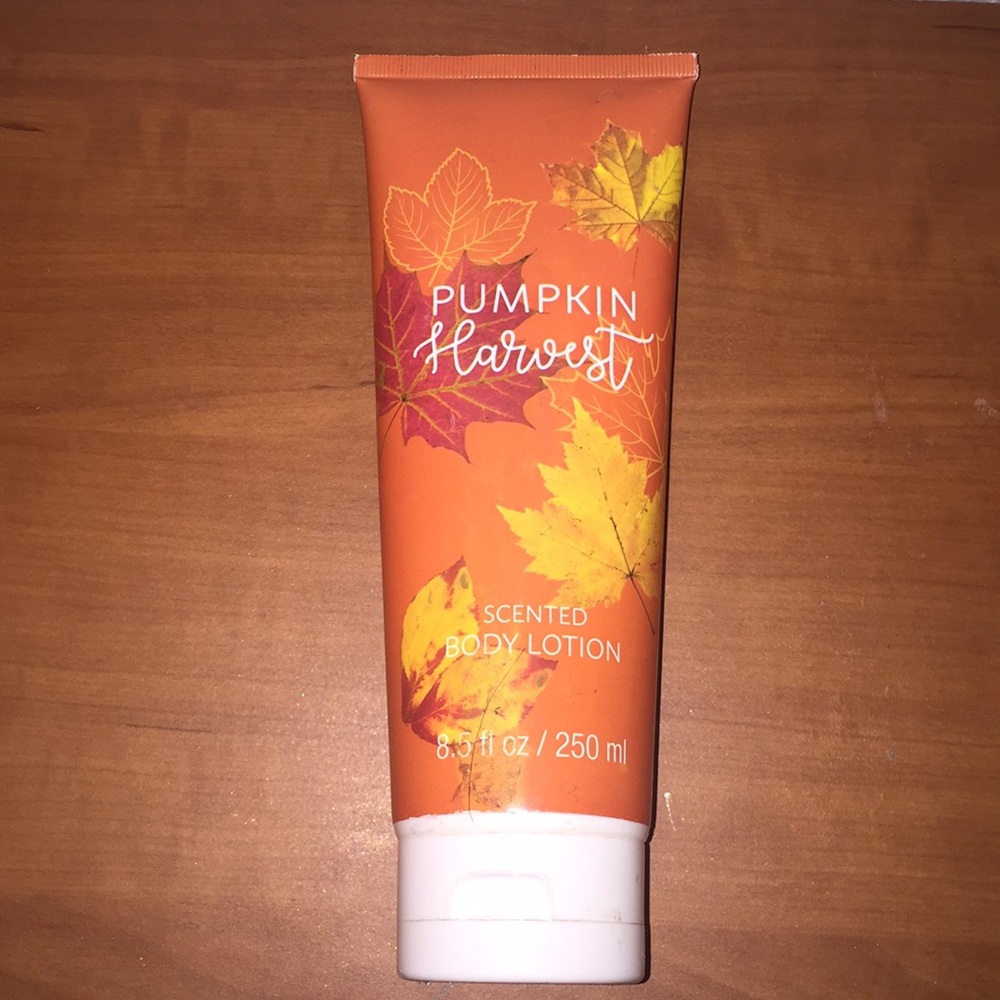 PUMPKIN
Harvest
SCENTED
BODY LOTION
8.5 fl oz / 250 ml